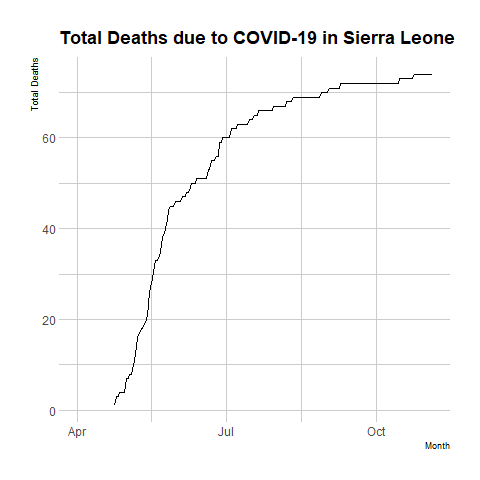 Total Deaths due to COVID-19 in Sierra Leone
Total Deaths
60
40
20
0
Apr Jul Oct
Month